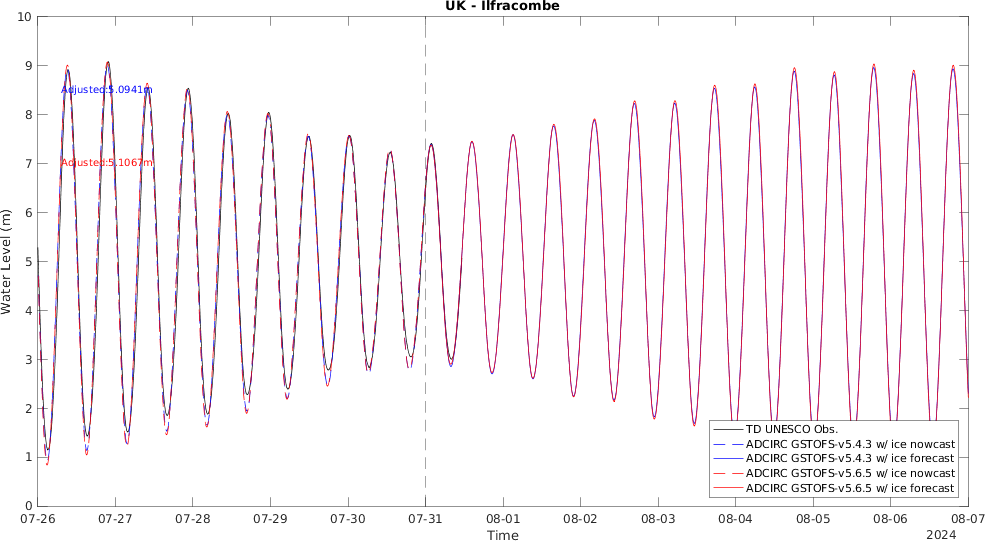 UK - Ilfracombe
10
9
8
7
6
5
4
3
2
1
0
Water Level (m)
Adjusted:5.0941m
Adjusted:5.1067m
TD UNESCO Obs.
ADCIRC GSTOFS-v5.4.3 w/ ice nowcast
ADCIRC GSTOFS-v5.4.3 w/ ice forecast
ADCIRC GSTOFS-v5.6.5 w/ ice nowcast
ADCIRC GSTOFS-v5.6.5 w/ ice forecast
07-26 07-27 07-28 07-29 07-30 07-31 08-01 08-02 08-03 08-04 08-05 08-06 08-07
Time
2024